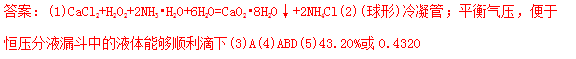 答案：(1)CaCl₂+H₂O₂+2NH₃•H₂O+6H₂O=CaO₂•8H₂O↓+2NH₄Cl(2)(球形)冷凝管；平衡气压，便于
恒压分液漏斗中的液体能够顺利滴下(3)A(4)ABD(5)43.20%或0.4320